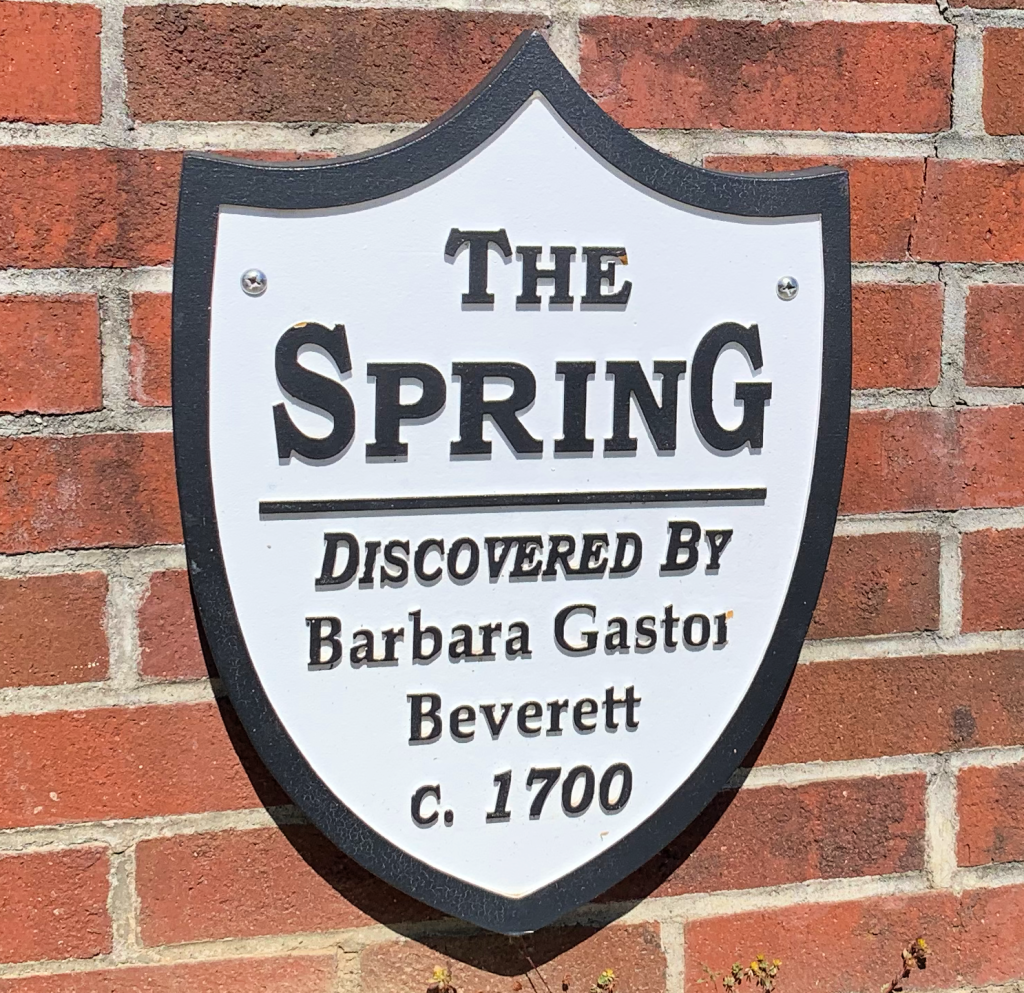 The
Spring
Discovered By
Barbara Gastor
Beverett
c. 1700